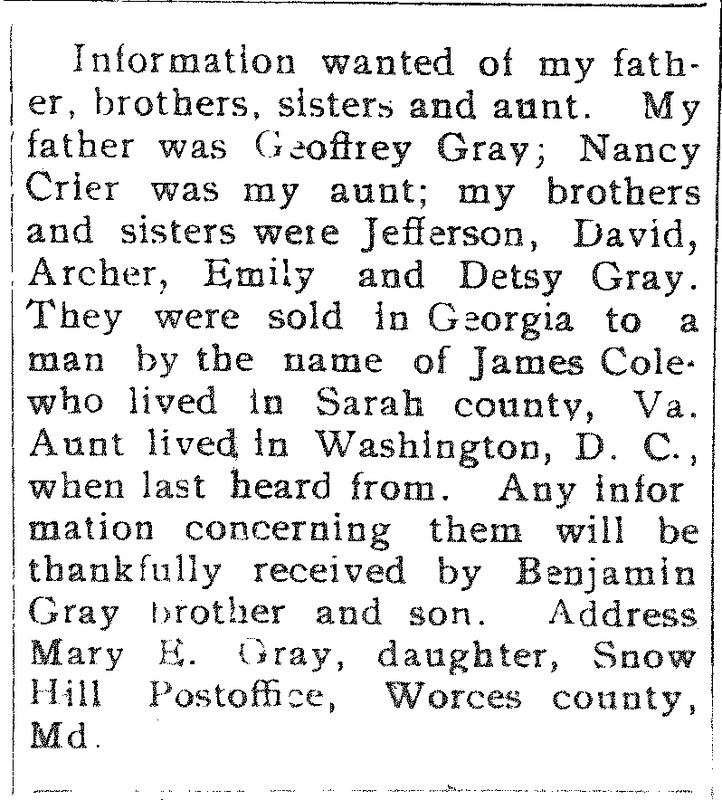 Information wanted of my fath-
er, brothers, sisters and aunt. My
father was Geoffrey Gray; Nancy
Crier was my aunt; my brothers
and sisters were Jefferson, David,
Archer, Emily and Detsy Gray.
They were sold in Georgia to a
man by the name of James Cole-
who lived in Sarah county, Va.
Aunt lived in Washington, D. C.,
when last heard from. Any infor
mation concerning them will be
thankfully received by Benjamin
Gray brother and son. Address
Mary E. Gray, daughter, Snow
Hill Postoffice, Worces county,
Md.